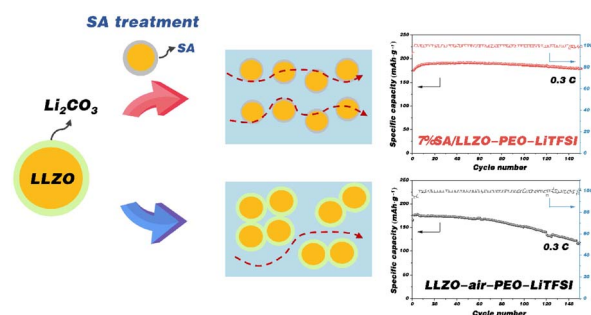 SA treatment
SA
Li₂CO₃
LLZO
Specific capacity (mAh·g⁻¹)
250
200
150
100
50
0
100
80
60
40
20
0
0.3 C
7%SA/LLZO–PEO–LiTFSI
0 20 40 60 80 100 120 140
Cycle number
Specific capacity (mAh·g⁻¹)
250
200
150
100
50
0
100
80
60
40
20
0
0.3 C
LLZO–air–PEO–LiTFSI
0 20 40 60 80 100 120 140
Cycle number